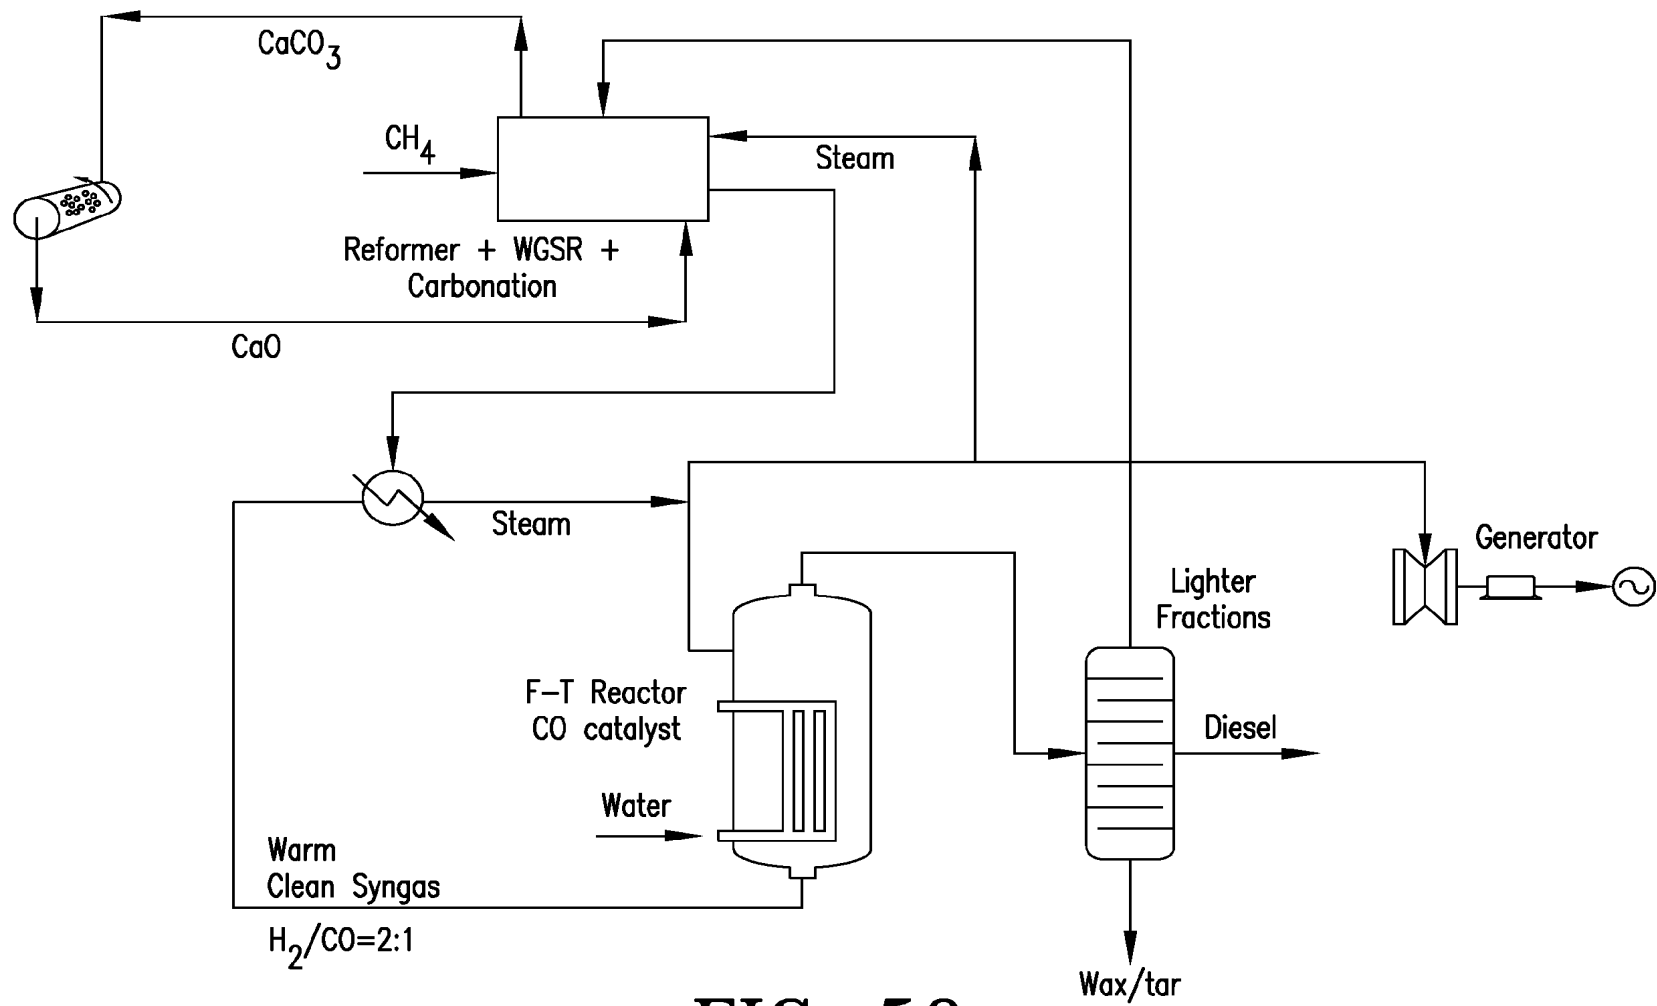 CaCO3
CH4
Steam
Reformer + WGSR +
Carbonation
CaO
Steam
Generator
Lighter
Fractions
F-T Reactor
CO catalyst
Diesel
Water
Warm
Clean Syngas
H2/CO=2:1
Wax/tar